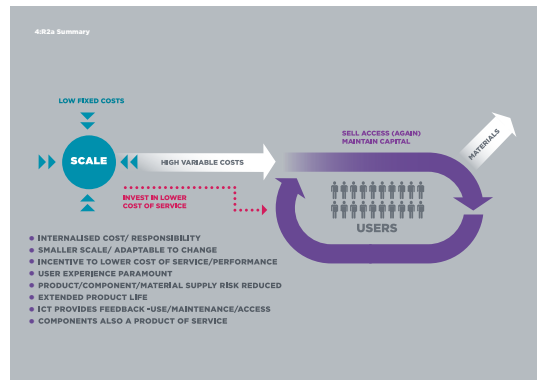 4:R2a Summary
LOW FIXED COSTS
SCALE
HIGH VARIABLE COSTS
INVEST IN LOWER
COST OF SERVICE
SELL ACCESS (AGAIN)
MAINTAIN CAPITAL
MATERIALS
USERS
• INTERNALISED COST/ RESPONSIBILITY
• SMALLER SCALE/ ADAPTABLE TO CHANGE
• INCENTIVE TO LOWER COST OF SERVICE/PERFORMANCE
• USER EXPERIENCE PARAMOUNT
• PRODUCT/COMPONENT/MATERIAL SUPPLY RISK REDUCED
• EXTENDED PRODUCT LIFE
• ICT PROVIDES FEEDBACK -USE/MAINTENANCE/ACCESS
• COMPONENTS ALSO A PRODUCT OF SERVICE